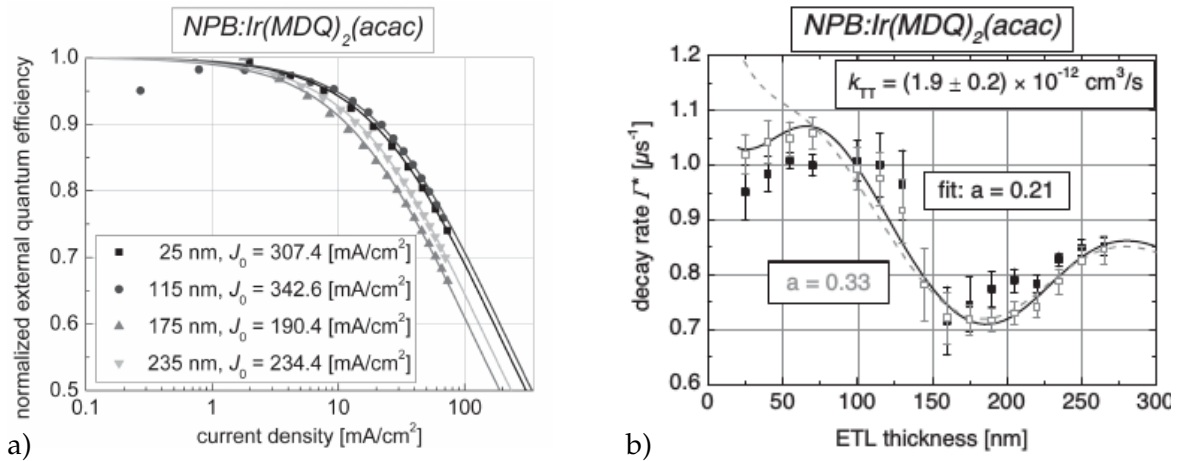 NPB:Ir(MDQ)2(acac)
normalized external quantum efficiency
1.0
0.9
0.8
0.7
0.6
0.5
25 nm, J0 = 307.4 [mA/cm2]
115 nm, J0 = 342.6 [mA/cm2]
175 nm, J0 = 190.4 [mA/cm2]
235 nm, J0 = 234.4 [mA/cm2]
0.1 1 10 100
current density [mA/cm2]
a)
NPB:Ir(MDQ)2(acac)
decay rate Γ* [µs-1]
1.2
1.1
1.0
0.9
0.8
0.7
0.6
kTT = (1.9 ± 0.2) × 10-12 cm3/s
fit: a = 0.21
a = 0.33
0 50 100 150 200 250 300
ETL thickness [nm]
b)